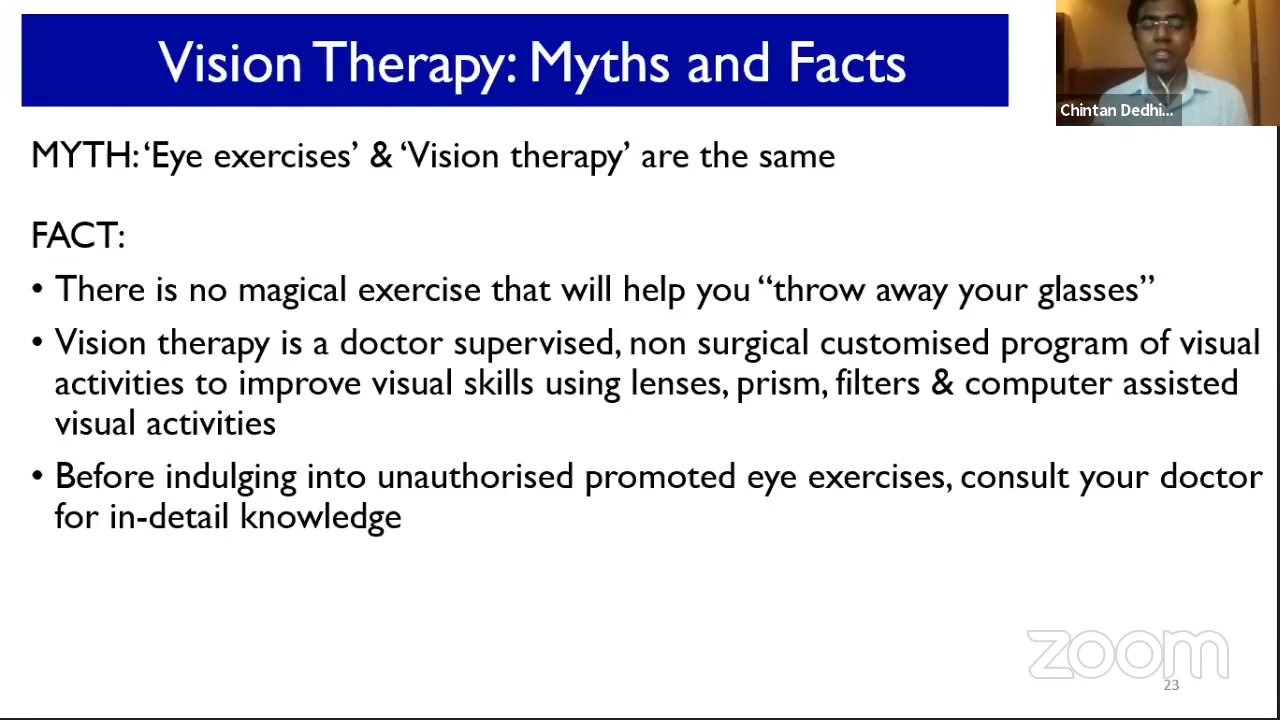 Vision Therapy: Myths and Facts
Chintan Dedhi...
MYTH: ‘Eye exercises’ & ‘Vision therapy’ are the same
FACT:
• There is no magical exercise that will help you “throw away your glasses”
• Vision therapy is a doctor supervised, non surgical customised program of visual
activities to improve visual skills using lenses, prism, filters & computer assisted
visual activities
• Before indulging into unauthorised promoted eye exercises, consult your doctor
for in-detail knowledge
zoom
23